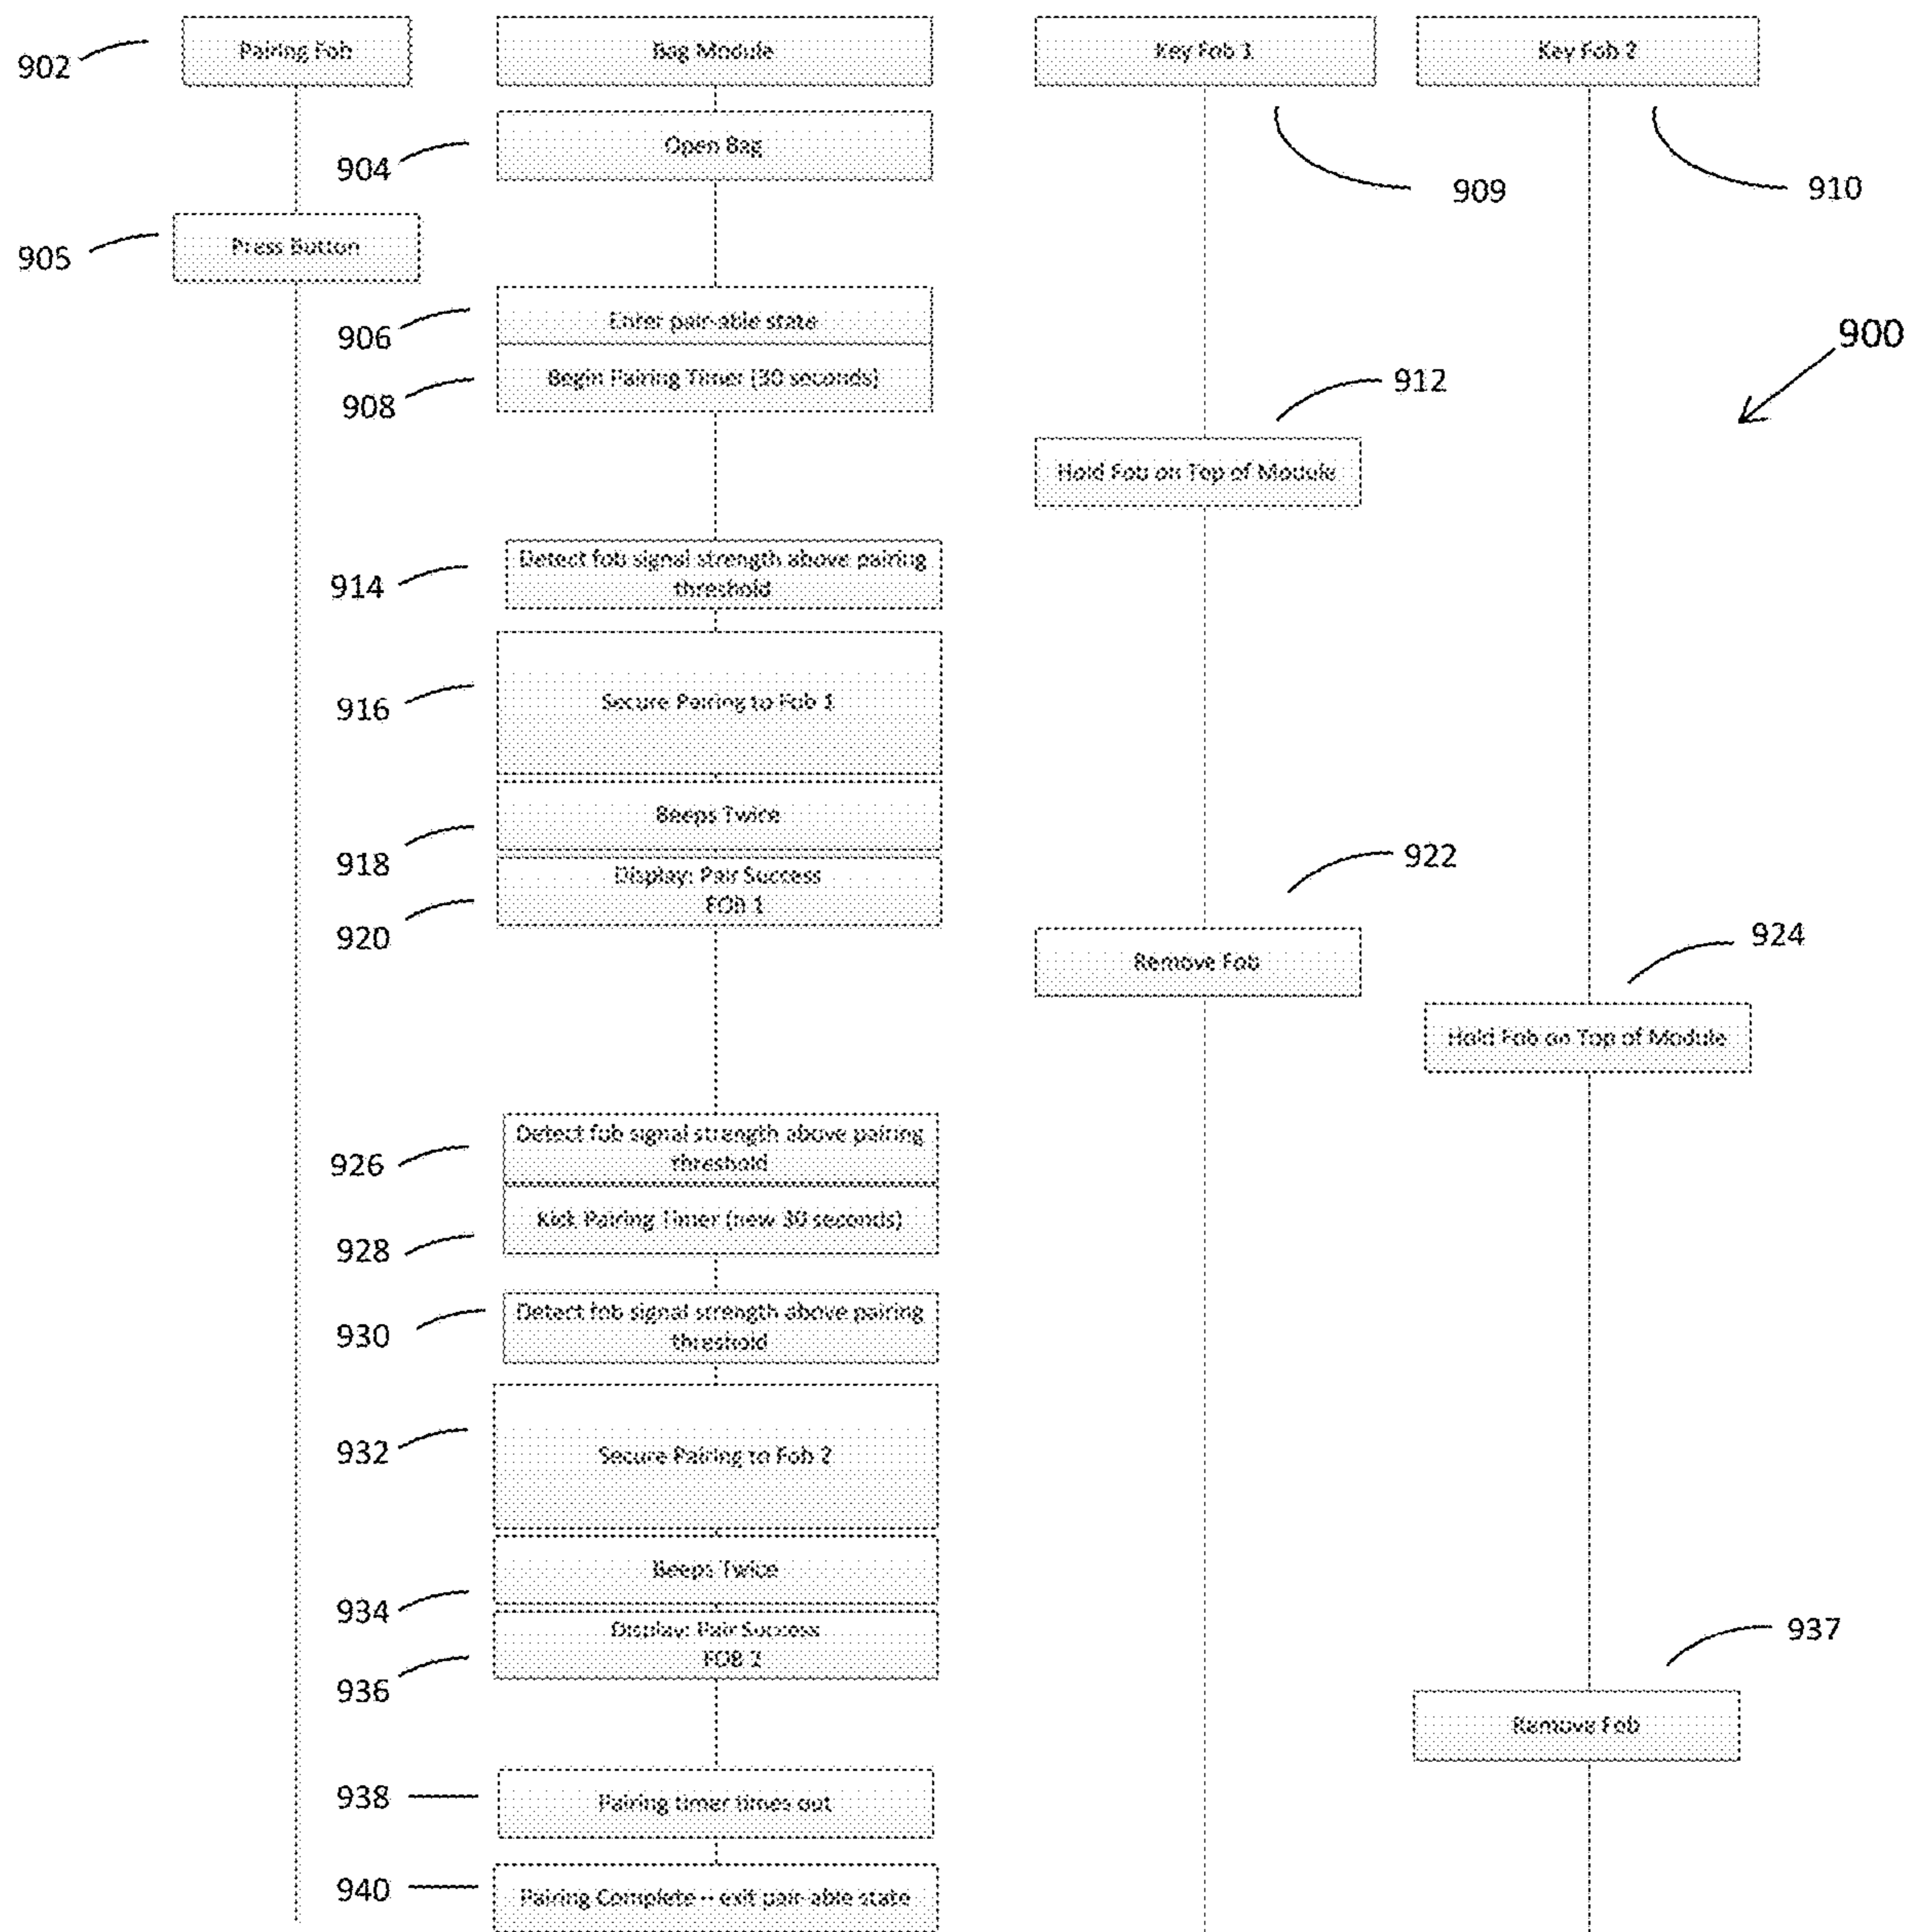 902
Pairing Fob
Bag Module
Key Fob 1
Key Fob 2
904
Open Bag
909
910
905
Press Button
906
Enter pair-able state
900
908
Begin Pairing Timer (30 seconds)
912
Hold Fob on Top of Module
914
Detect fob signal strength above pairing
threshold
916
Secure Pairing to Fob 1
918
Beeps Twice
922
920
Display: Pair Success
FOB 1
924
Remove Fob
Hold Fob on Top of Module
926
Detect fob signal strength above pairing
threshold
928
Kick Pairing Timer (new 30 seconds)
930
Detect fob signal strength above pairing
threshold
932
Secure Pairing to Fob 2
934
Beeps Twice
936
Display: Pair Success
FOB 2
937
Remove Fob
938
Pairing timer times out
940
Pairing Complete -- exit pair-able state